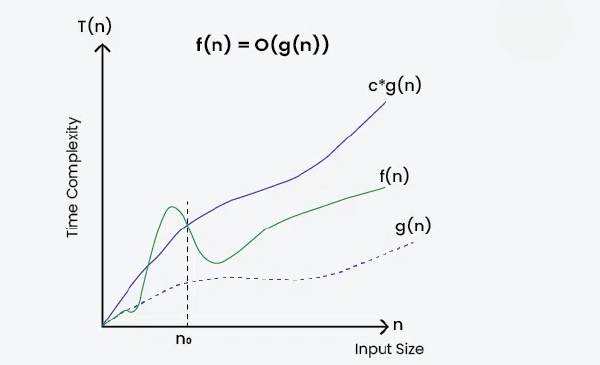 T(n)
f(n) = O(g(n))
c*g(n)
Time Complexity
f(n)
g(n)
n
n₀
Input Size